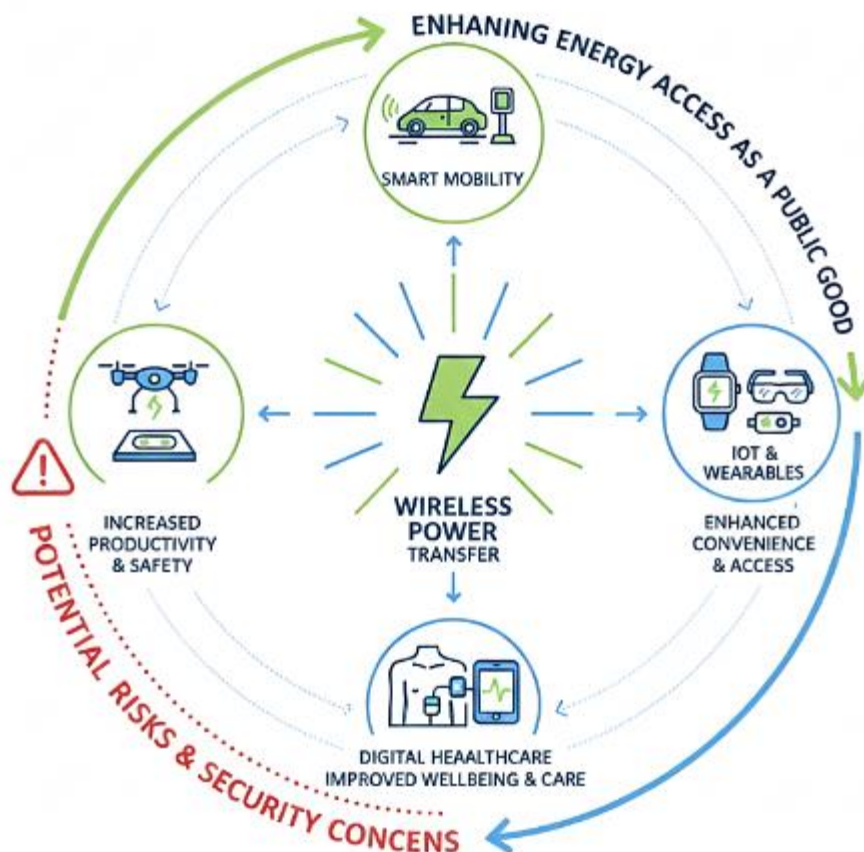 ENHANING ENERGY ACCESS AS A PUBLIC GOOD
SMART MOBILITY
IOT &
WEARABLES
INCREASED
PRODUCTIVITY
& SAFETY
WIRELESS
POWER
TRANSFER
ENHANCED
CONVENIENCE
& ACCESS
DIGITAL HEAALTHCARE
IMPROVED WELLBEING & CARE
POTENTIAL RISKS & SECURITY CONCENS